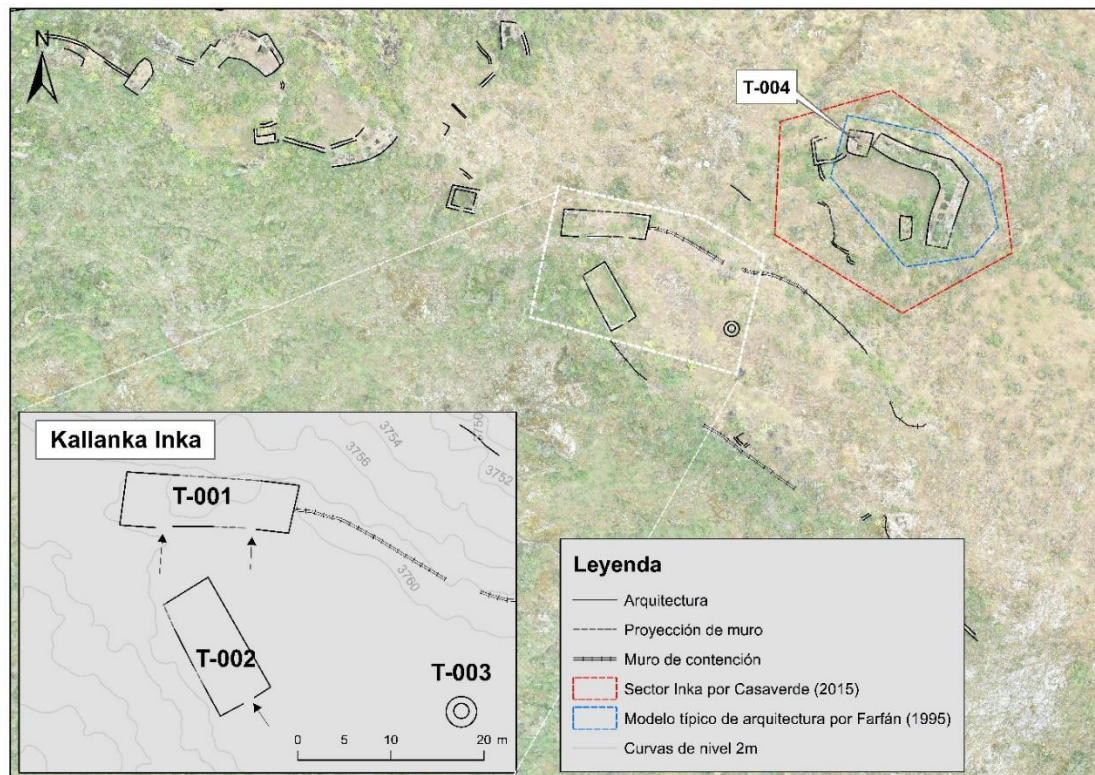 N
T-004
Kallanka Inka
3750
3754
3752
3756
T-001
3760
T-002
T-003
0 5 10 20 m
Leyenda
Arquitectura
Proyección de muro
Muro de contención
Sector Inka por Casaverde (2015)
Modelo típico de arquitectura por Farfán (1995)
Curvas de nivel 2m